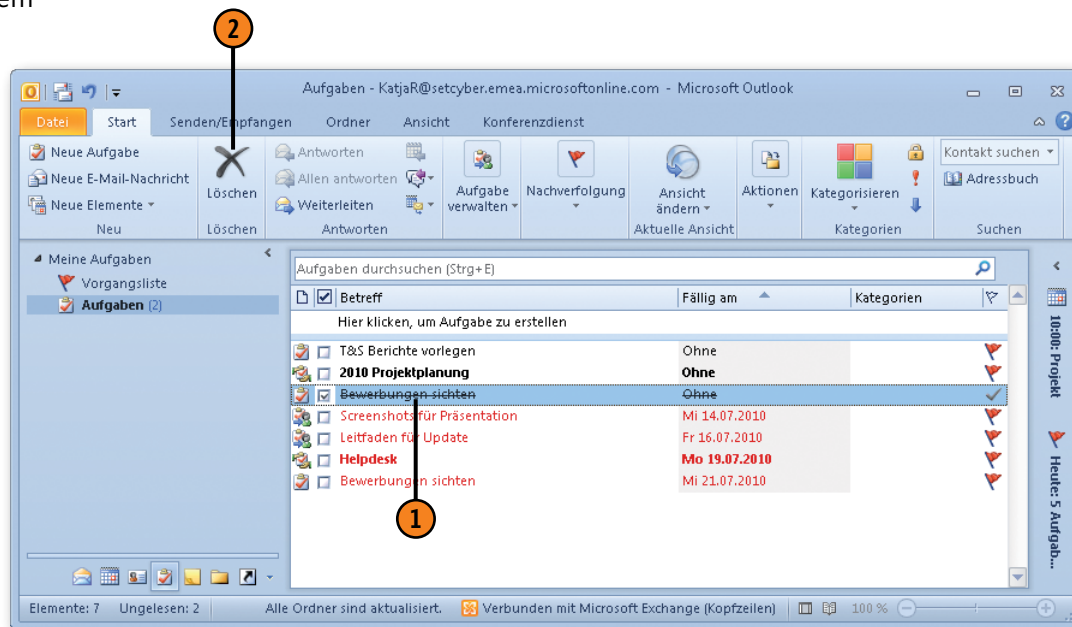 em
2
Aufgaben - KatjaR@setcyber.emea.microsoftonline.com - Microsoft Outlook
Datei Start Senden/Empfangen Ordner Ansicht Konferenzdienst
Neue Aufgabe
Neue E-Mail-Nachricht
Neue Elemente
Neu
Löschen
Löschen
Antworten
Allen antworten
Weiterleiten
Antworten
Aufgabe
verwalten
Nachverfolgung
Ansicht
ändern
Aktuelle Ansicht
Aktionen
Kategorisieren
Kategorien
Kontakt suchen
Adressbuch
Suchen
Meine Aufgaben
Vorgangsliste
Aufgaben (2)
Aufgaben durchsuchen (Strg+E)
Betreff Fällig am Kategorien
Hier klicken, um Aufgabe zu erstellen
T&S Berichte vorlegen Ohne
2010 Projektplanung Ohne
Bewerbungen sichten Ohne
Screenshots für Präsentation Mi 14.07.2010
Leitfaden für Update Fr 16.07.2010
Helpdesk Mo 19.07.2010
Bewerbungen sichten Mi 21.07.2010
1
10:00: Projekt
Heute: 5 Aufgab...
Elemente: 7 Ungelesen: 2 Alle Ordner sind aktualisiert. Verbunden mit Microsoft Exchange (Kopfzeilen) 100 %